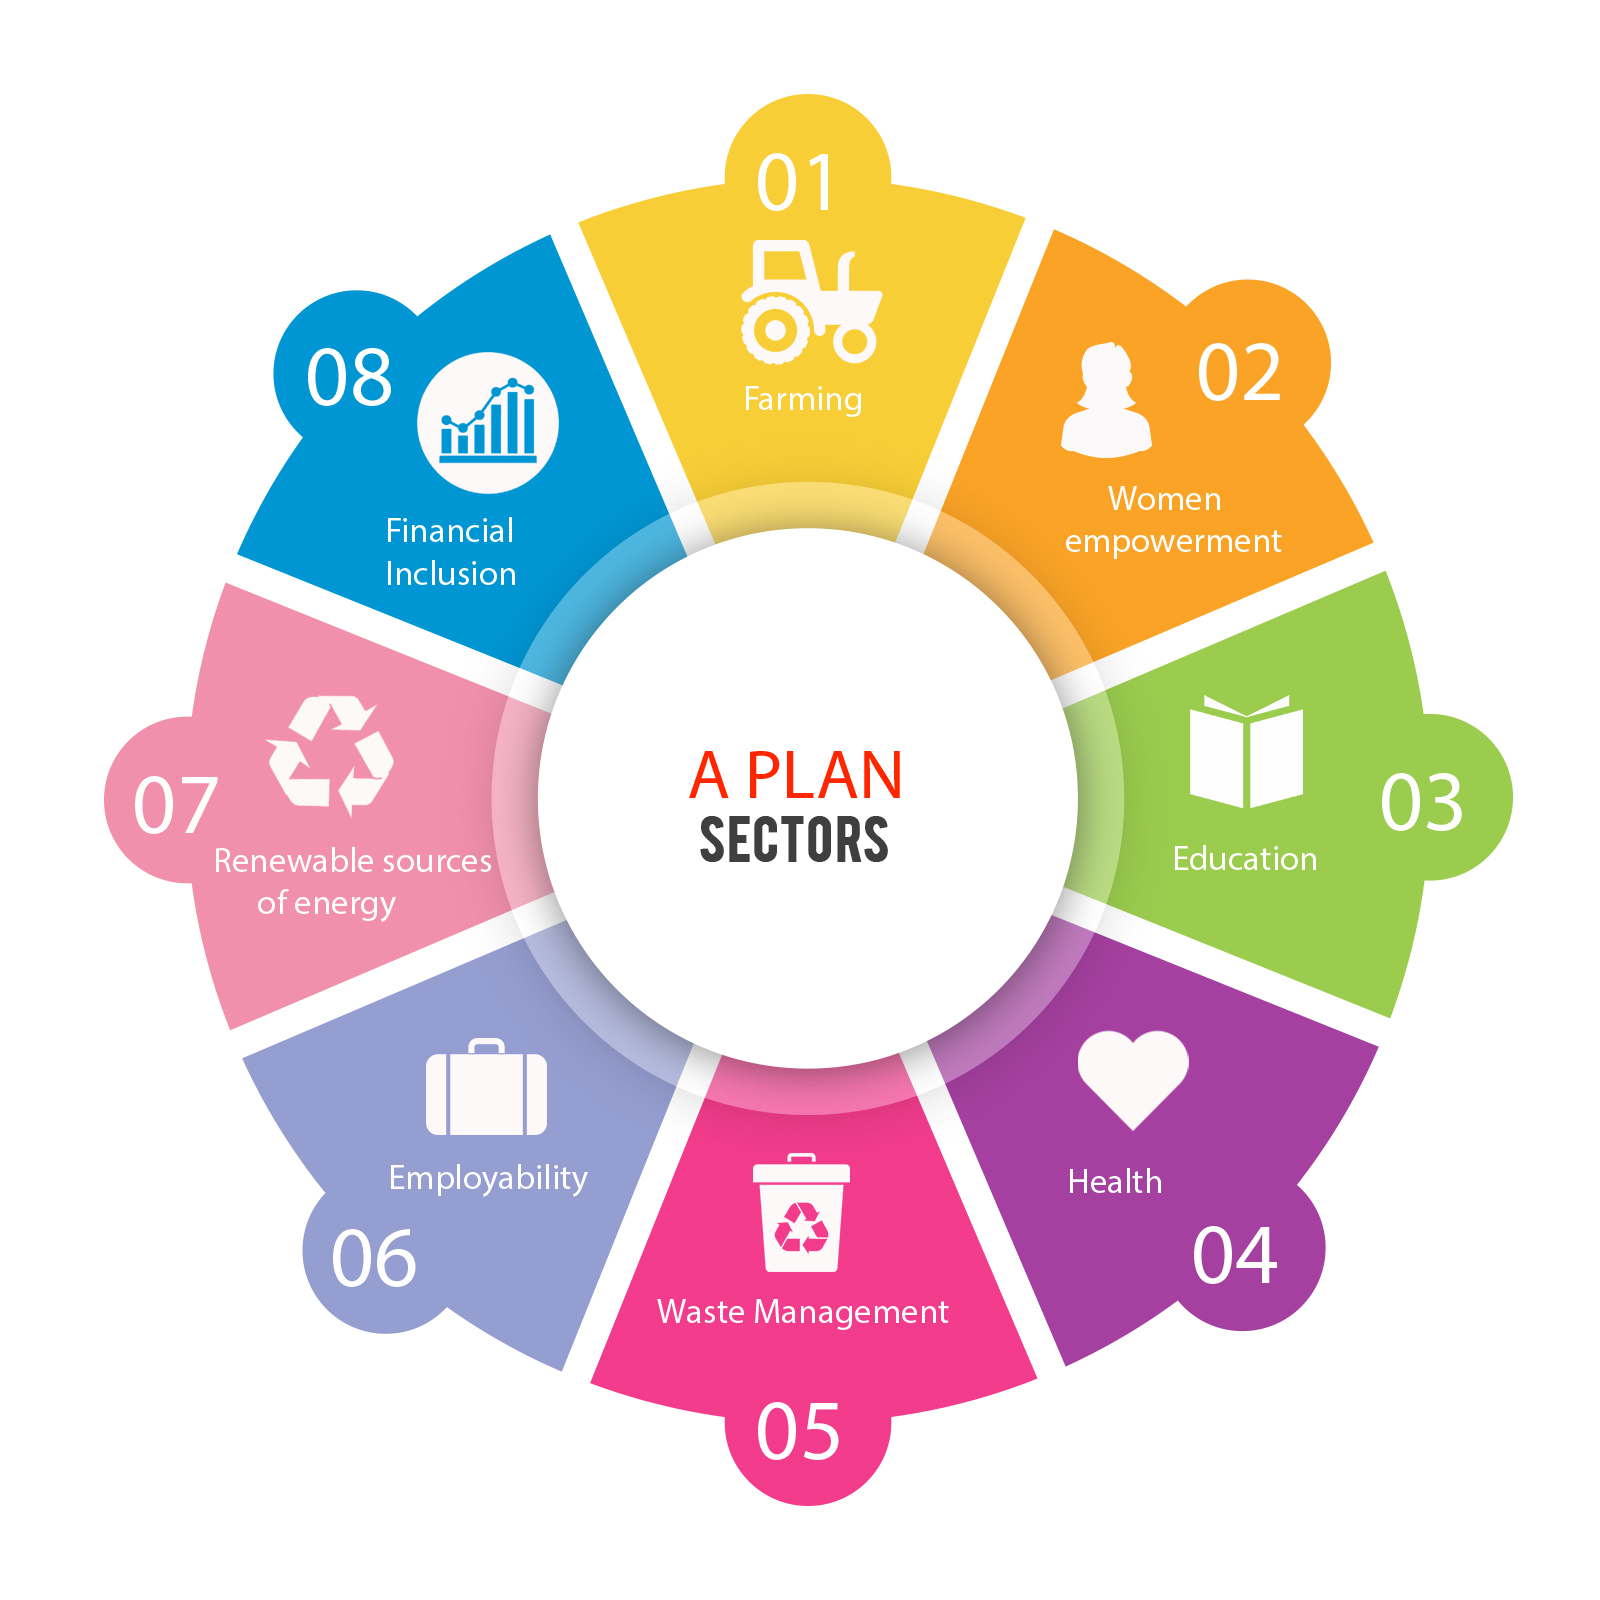 01
Farming
02
Women
empowerment
03
Education
04
Health
05
Waste Management
06
Employability
07
Renewable sources
of energy
08
Financial
Inclusion
A PLAN
SECTORS